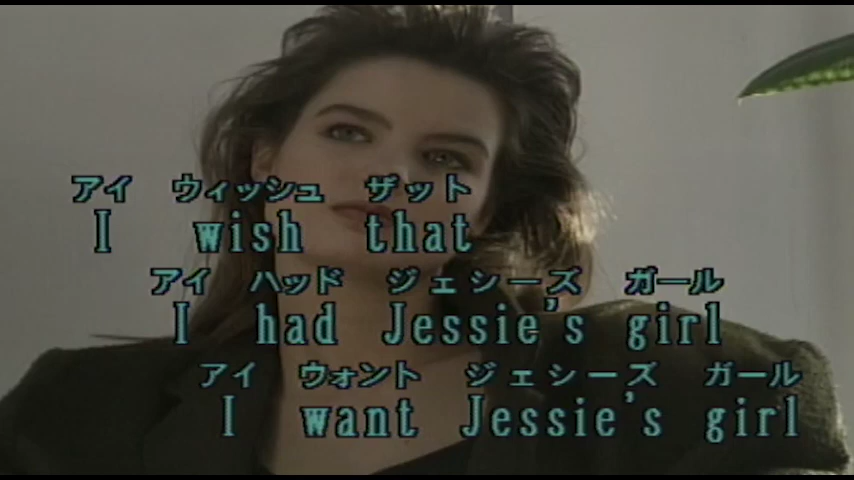 アイ ウィッシュ ザット
I wish that
アイ ハッド ジェシーズ ガール
I had Jessie's girl
アイ ウォント ジェシーズ ガール
I want Jessie's girl